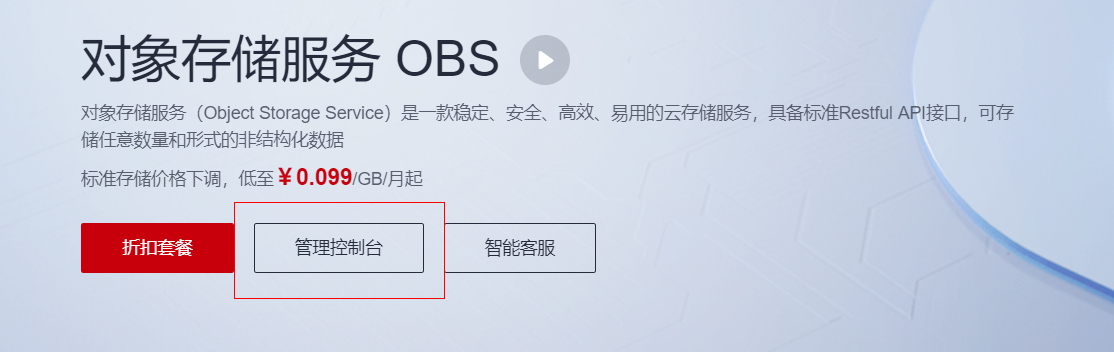 对象存储服务 OBS
对象存储服务（Object Storage Service）是一款稳定、安全、高效、易用的云存储服务，具备标准Restful API接口，可存
储任意数量和形式的非结构化数据
标准存储价格下调，低至 ¥ 0.099/GB/月起
折扣套餐 管理控制台 智能客服